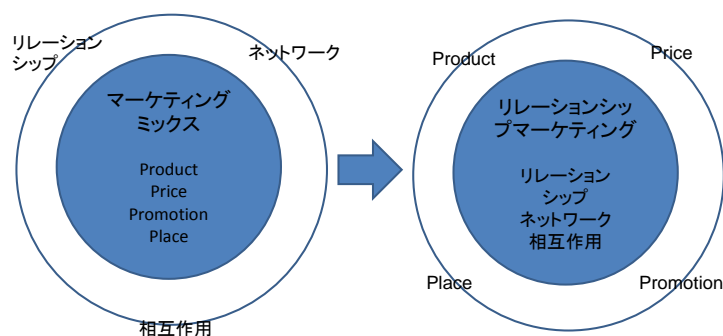 リレーション
シップ
ネットワーク
マーケティング
ミックス
Product
Price
Promotion
Place
相互作用
Product
Price
リレーションシッ
プマーケティング
リレーション
シップ
ネットワーク
相互作用
Place
Promotion